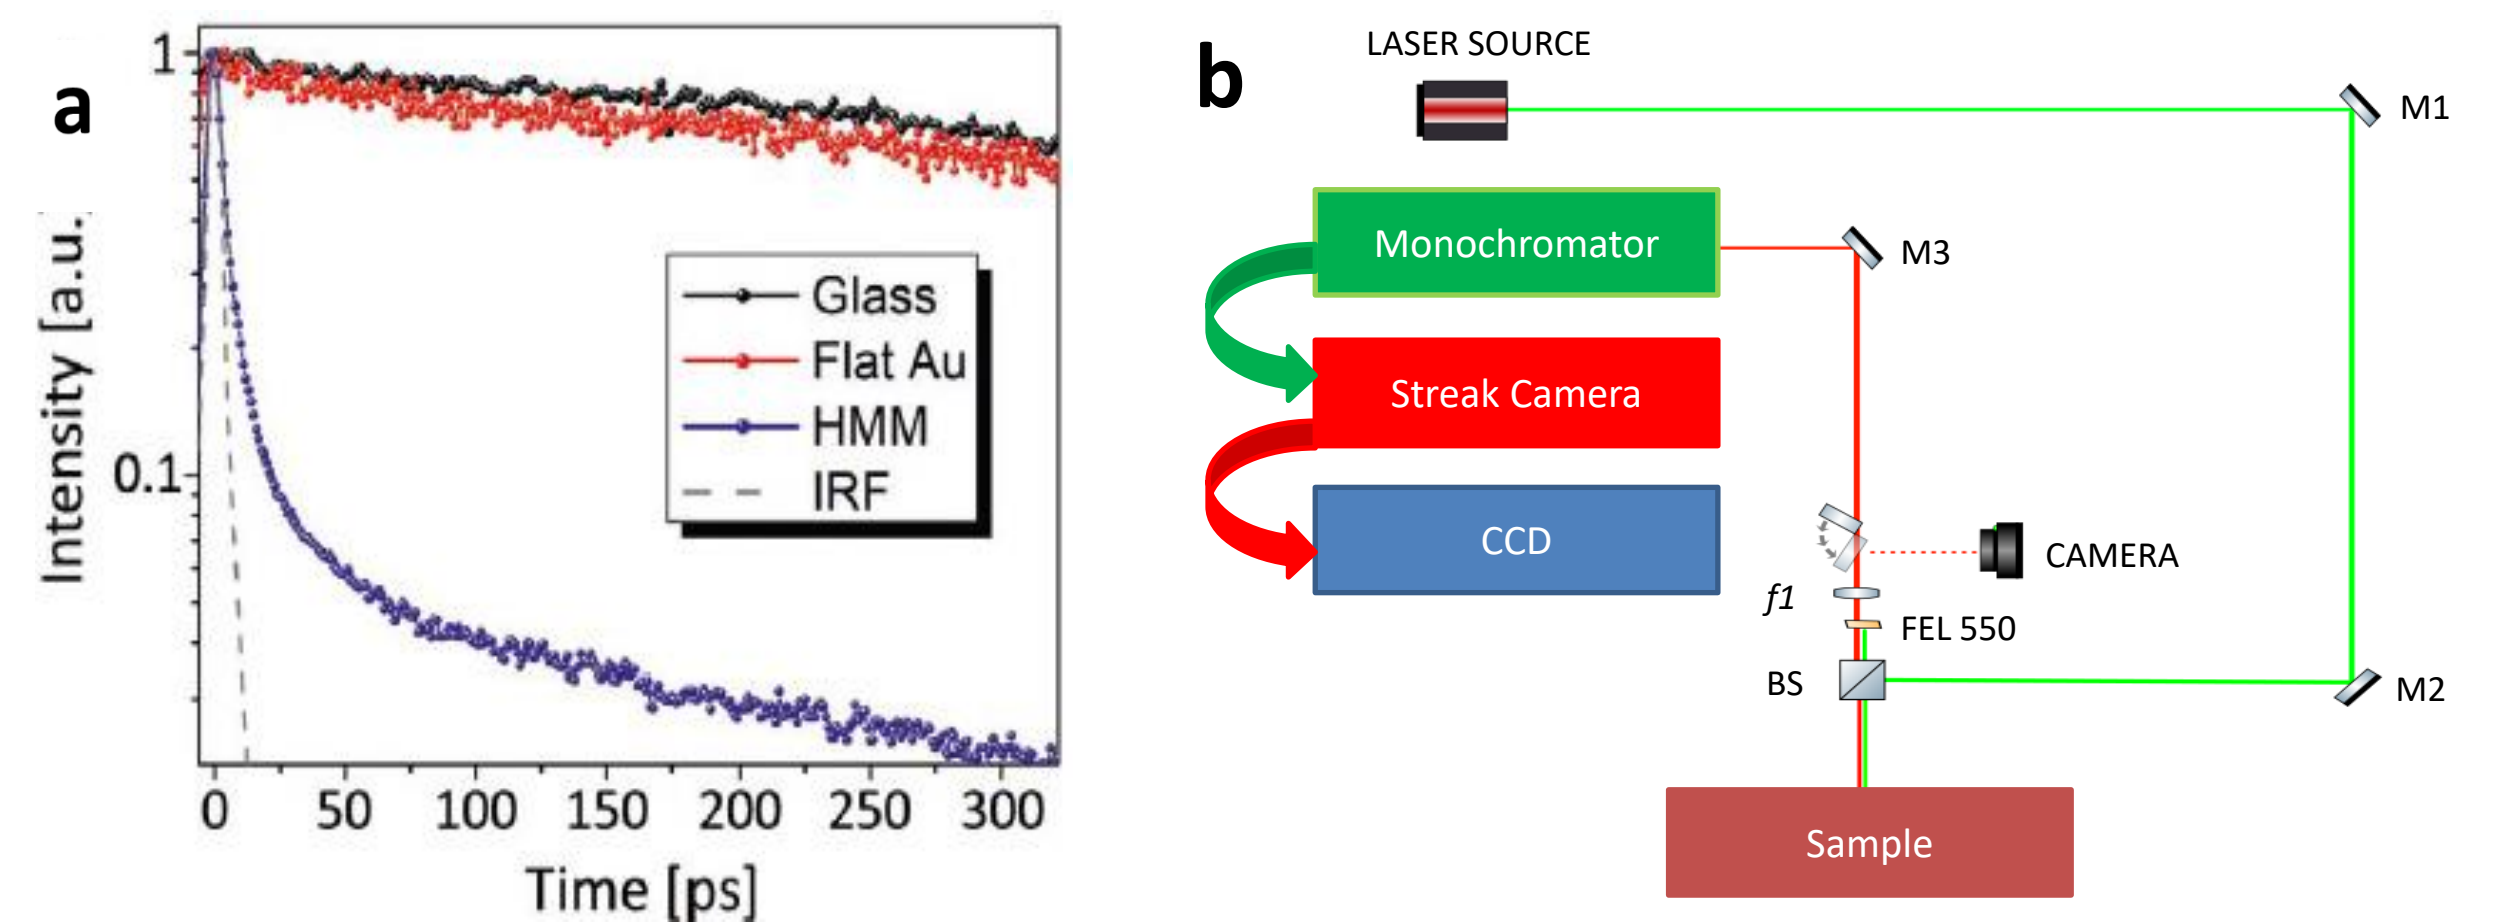 a
1
0.1
Intensity [a.u.]
Glass
Flat Au
HMM
IRF
0 50 100 150 200 250 300
Time [ps]
b
LASER SOURCE
M1
Monochromator
M3
Streak Camera
CCD
CAMERA
f1
FEL 550
BS
M2
Sample